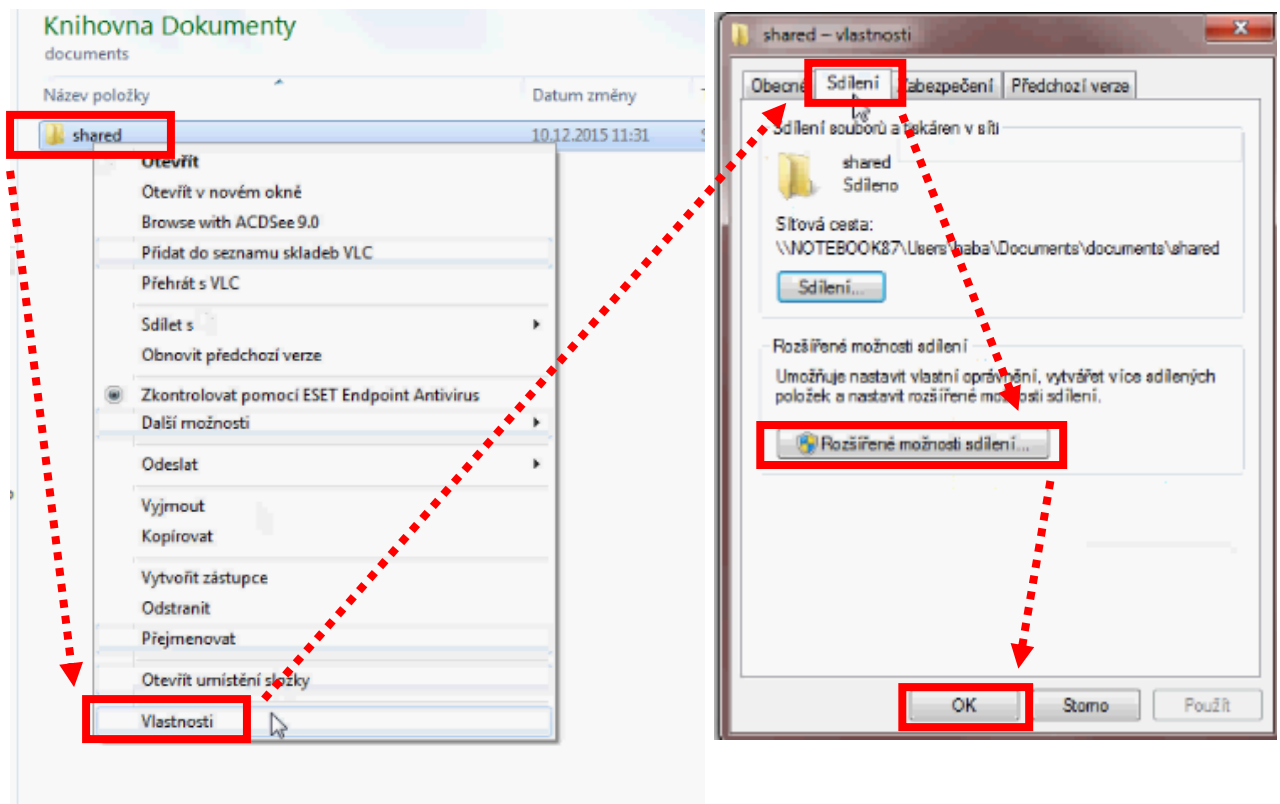 Knihovna Dokumenty
documents
Název položky
Datum změny
shared
10.12.2015 11:31
Otevřít
Otevřít v novém okně
Browse with ACDSee 9.0
Přidat do seznamu skladeb VLC
Přehrát s VLC
Sdílet s
Obnovit předchozí verze
Zkontrolovat pomocí ESET Endpoint Antivirus
Další možnosti
Odeslat
Vyjmout
Kopírovat
Vytvořit zástupce
Odstranit
Přejmenovat
Otevřít umístění složky
Vlastnosti
shared – vlastnosti
Obecné Sdílení Zabezpečení Předchozí verze
Sdílení souborů a tiskáren v síti
shared
Sdíleno
Síťová cesta:
\\NOTEBOOK87\Users\baba\Documents\documents\shared
Sdílení...
Rozšířené možnosti sdílení
Umožňuje nastavit vlastní oprávnění, vytvářet více sdílených
položek a nastavit rozšířené možnosti sdílení.
Rozšířené možnosti sdílení...
OK Storno Použít